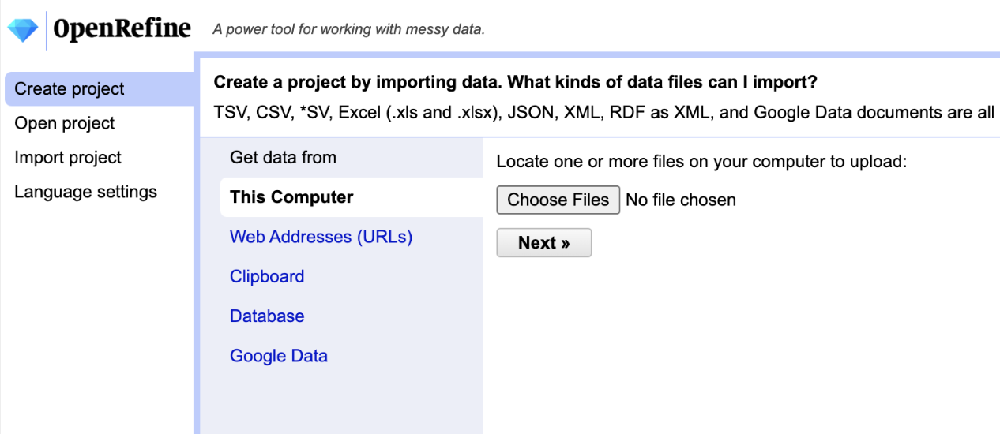 OpenRefine A power tool for working with messy data.
Create project
Open project
Import project
Language settings
Create a project by importing data. What kinds of data files can I import?
TSV, CSV, *SV, Excel (.xls and .xlsx), JSON, XML, RDF as XML, and Google Data documents are all
Get data from
This Computer
Web Addresses (URLs)
Clipboard
Database
Google Data
Locate one or more files on your computer to upload:
Choose Files No file chosen
Next »